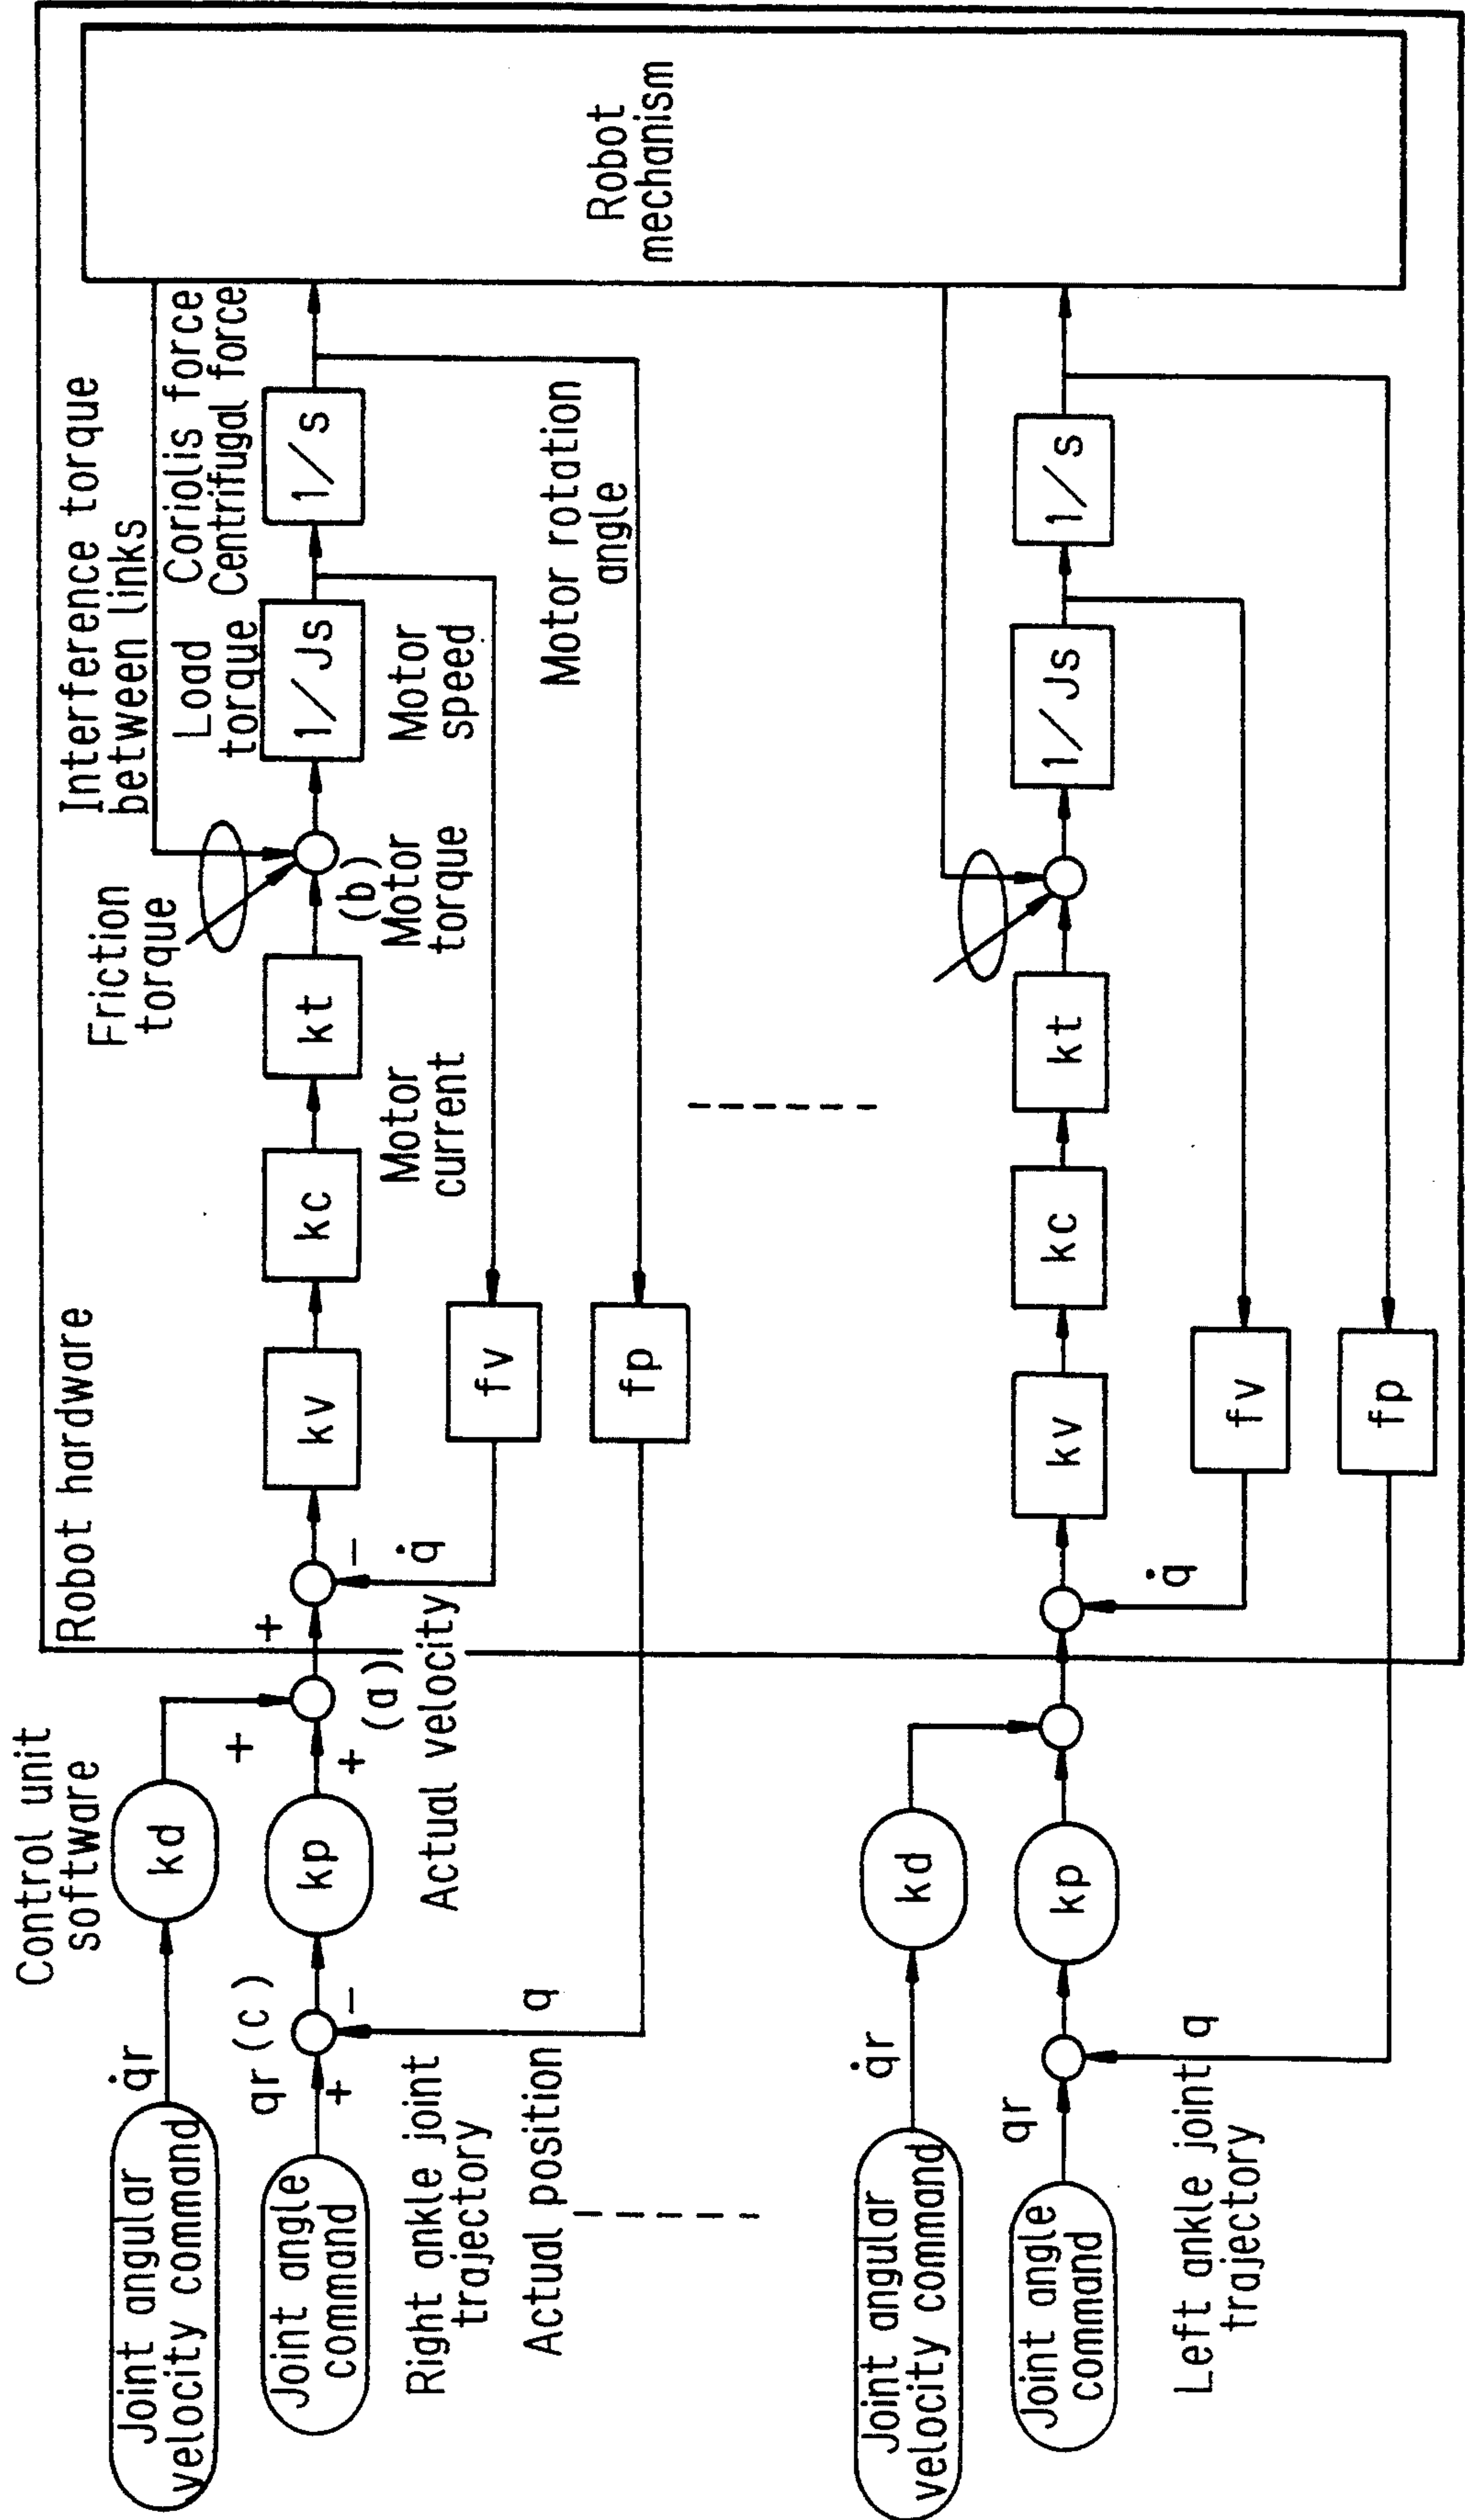 Control unit
software
Robot hardware
Joint angular
velocity command
q̇r
kd
+
Joint angle
command
qr (c)
+
−
kp
+
(a)
+
−
kv
kc
kt
(b)
Friction
torque
Interference torque
between links
Load
torque
Coriolis force
Centrifugal force
1/Js
1/s
Robot
mechanism
Right ankle joint
trajectory
Actual velocity
q̇
Motor
current
Motor
torque
Motor
speed
fv
Actual position
q
fp
Motor rotation
angle
Joint angular
velocity command
q̇r
kd
Joint angle
command
qr
kp
kv
kc
kt
1/Js
1/s
Left ankle joint
trajectory
q
q̇
fv
fp